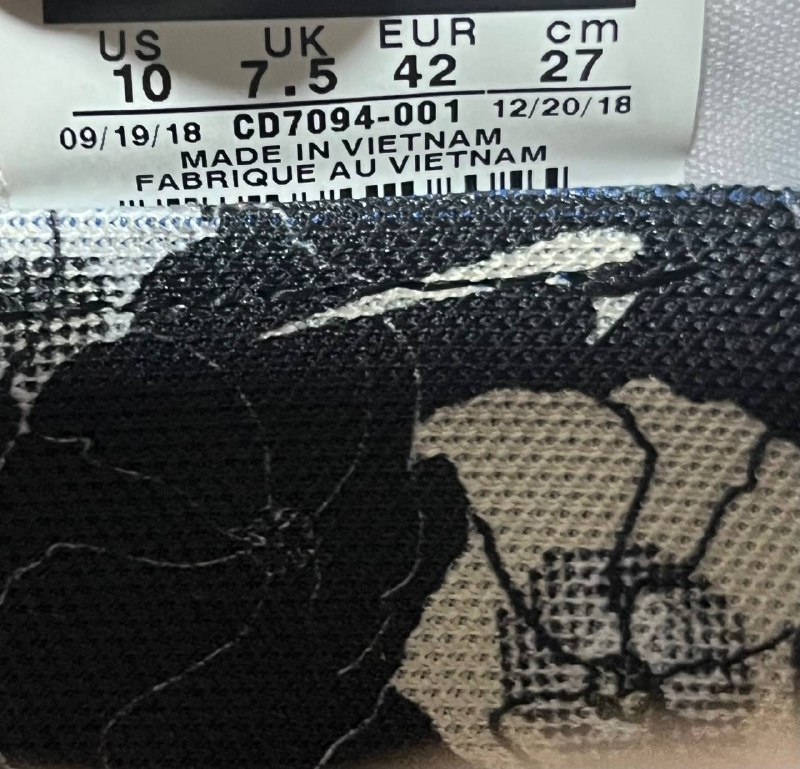 US UK EUR cm
10 7.5 42 27
09/19/18 CD7094-001 12/20/18
MADE IN VIETNAM
FABRIQUE AU VIETNAM